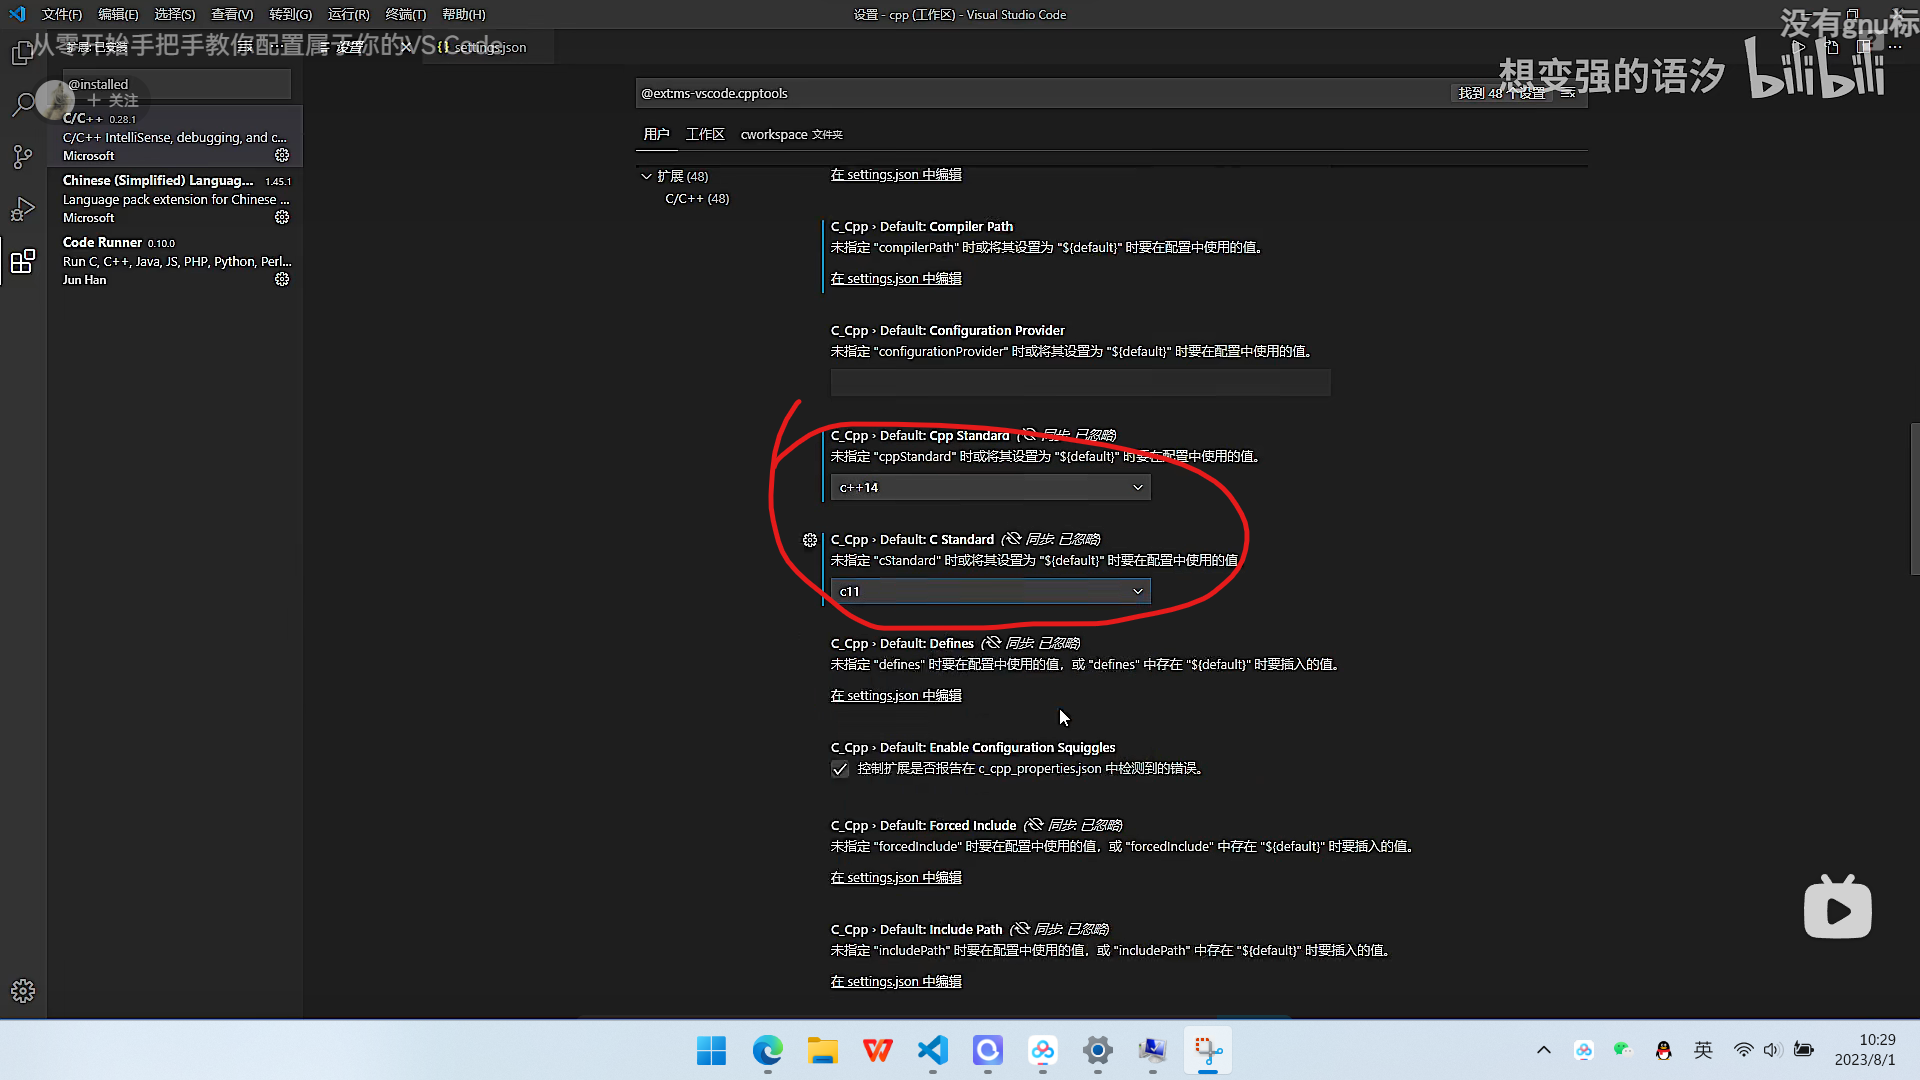 文件(F) 编辑(E) 选择(S) 查看(V) 转到(G) 运行(R) 终端(T) 帮助(H)
设置 - cpp (工作区) - Visual Studio Code
没有gnu标
从零开始手把手教你配置属于你的VS Code
扩展: 已安装
设置
{} settings.json
想变强的语汐 bilibili
@installed
+ 关注
C/C++ 0.28.1
C/C++ IntelliSense, debugging, and c...
Microsoft
Chinese (Simplified) Languag... 1.45.1
Language pack extension for Chinese ...
Microsoft
Code Runner 0.10.0
Run C, C++, Java, JS, PHP, Python, Perl...
Jun Han
@ext:ms-vscode.cpptools
找到 48 个设置
用户 工作区 cworkspace 文件夹
扩展 (48)
C/C++ (48)
在 settings.json 中编辑
C_Cpp › Default: Compiler Path
未指定 "compilerPath" 时或将其设置为 "${default}" 时要在配置中使用的值。
在 settings.json 中编辑
C_Cpp › Default: Configuration Provider
未指定 "configurationProvider" 时或将其设置为 "${default}" 时要在配置中使用的值。
C_Cpp › Default: Cpp Standard (同步: 已忽略)
未指定 "cppStandard" 时或将其设置为 "${default}" 时要在配置中使用的值。
c++14
C_Cpp › Default: C Standard (同步: 已忽略)
未指定 "cStandard" 时或将其设置为 "${default}" 时要在配置中使用的值
c11
C_Cpp › Default: Defines (同步: 已忽略)
未指定 "defines" 时要在配置中使用的值，或 "defines" 中存在 "${default}" 时要插入的值。
在 settings.json 中编辑
C_Cpp › Default: Enable Configuration Squiggles
控制扩展是否报告在 c_cpp_properties.json 中检测到的错误。
C_Cpp › Default: Forced Include (同步: 已忽略)
未指定 "forcedInclude" 时要在配置中使用的值，或 "forcedInclude" 中存在 "${default}" 时要插入的值。
在 settings.json 中编辑
C_Cpp › Default: Include Path (同步: 已忽略)
未指定 "includePath" 时要在配置中使用的值，或 "includePath" 中存在 "${default}" 时要插入的值。
在 settings.json 中编辑
英
10:29
2023/8/1